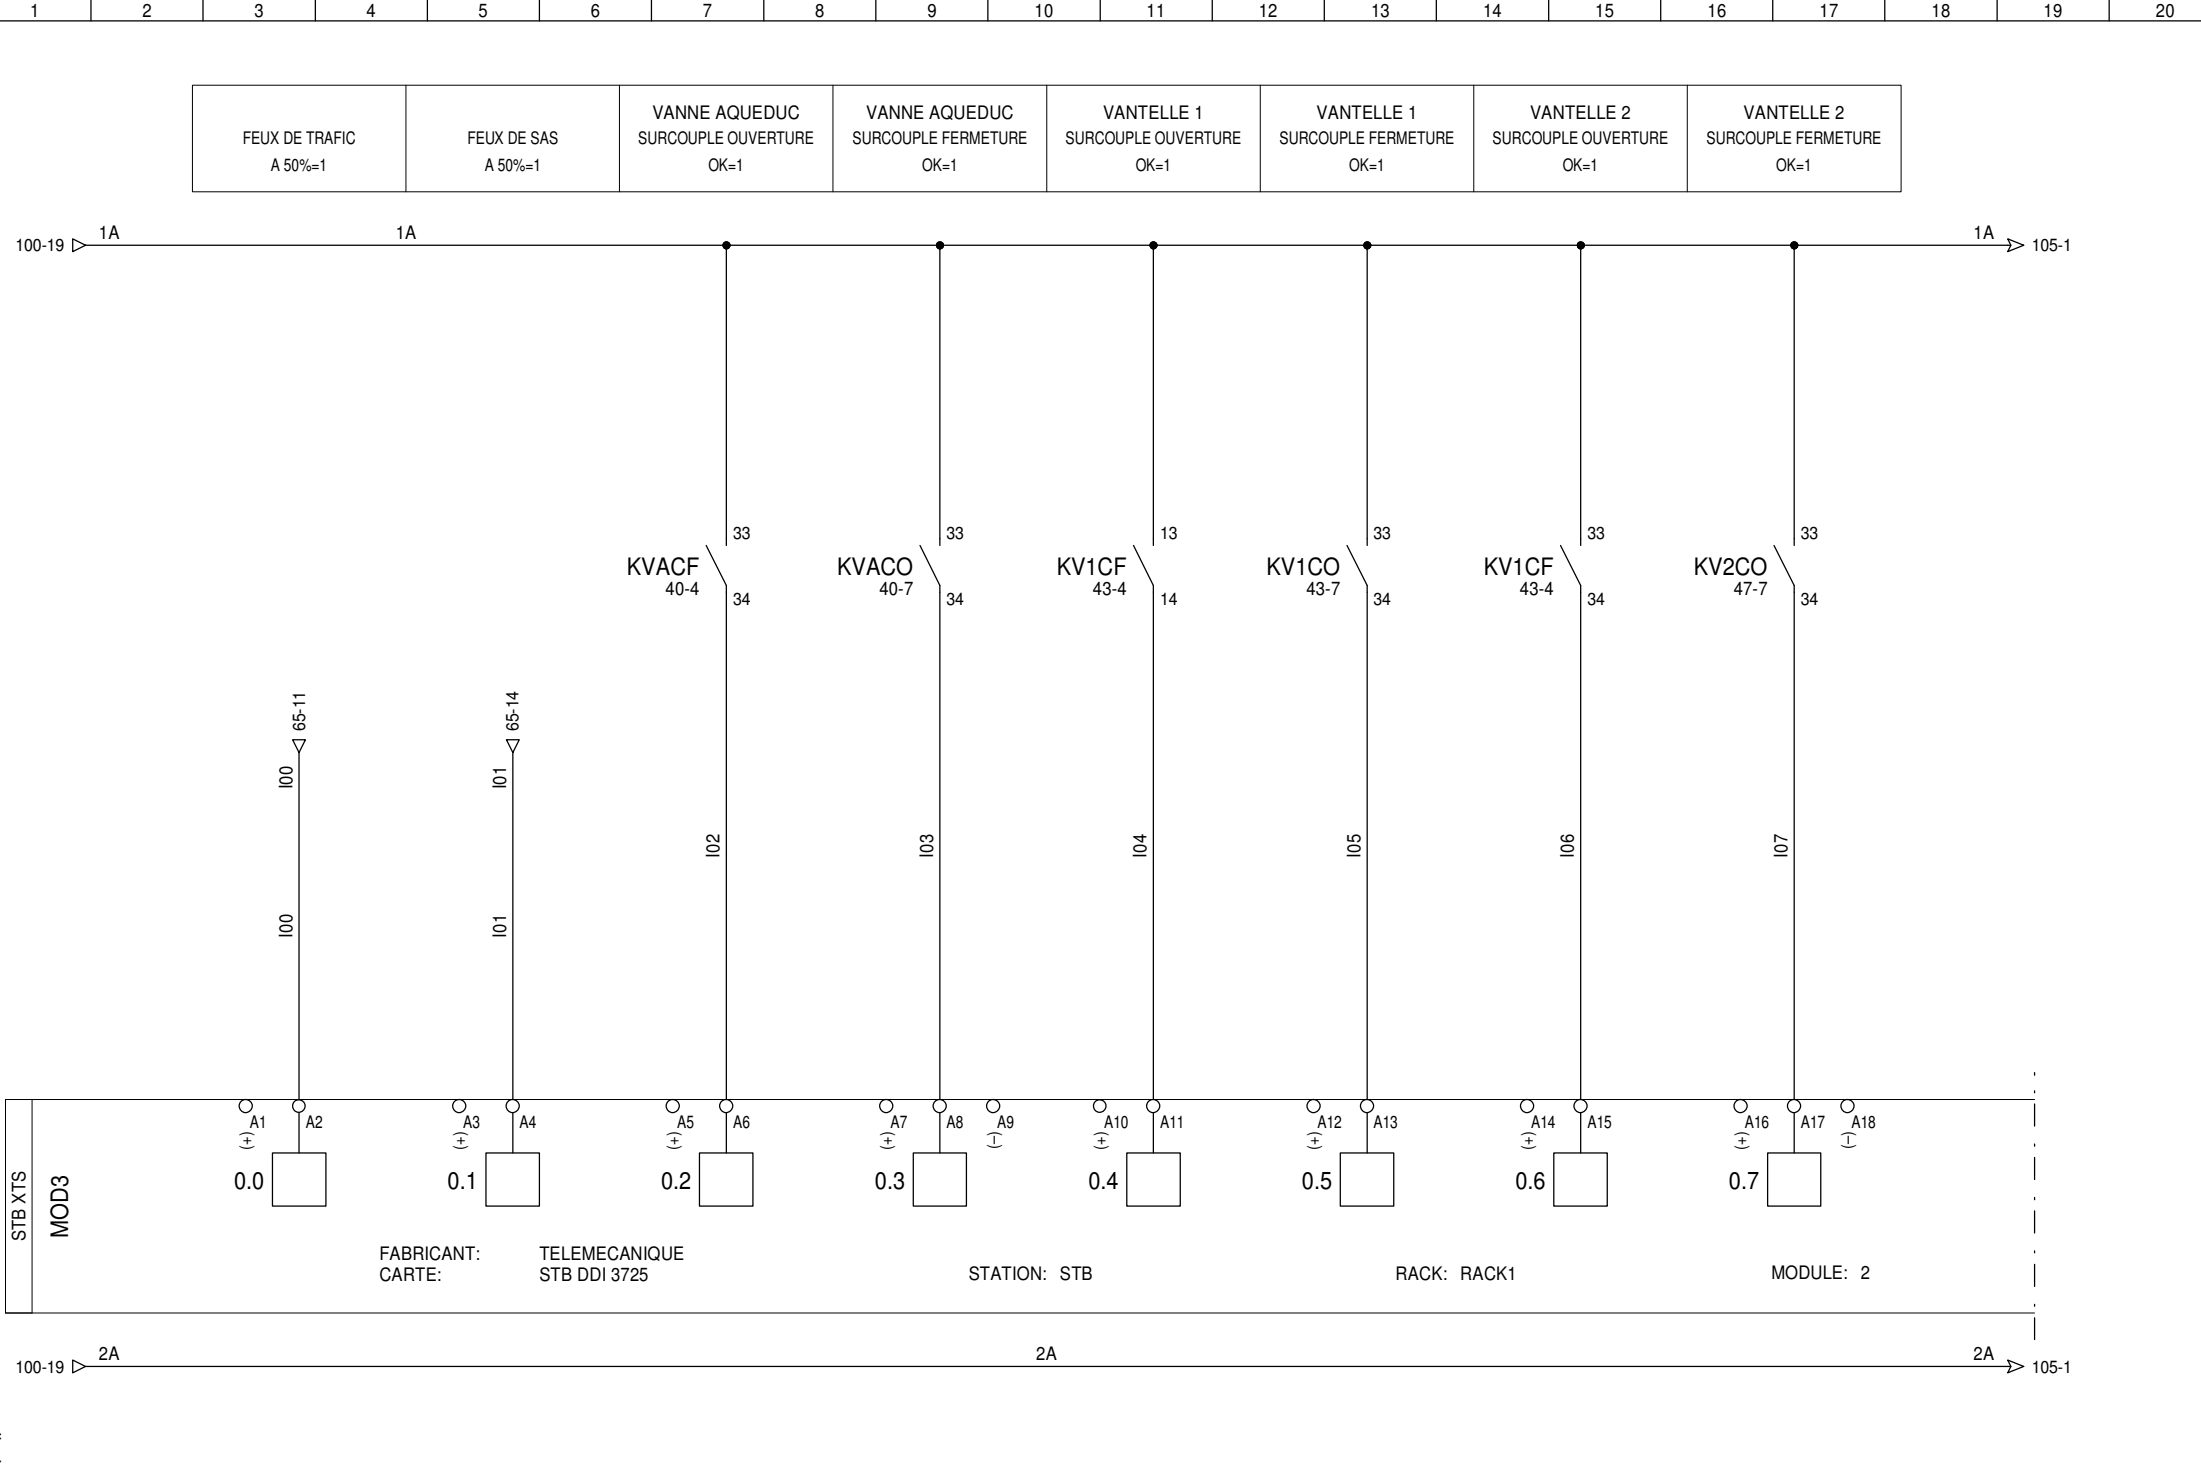 1 2 3 4 5 6 7 8 9 10 11 12 13 14 15 16 17 18 19 20
FEUX DE TRAFIC
A 50%=1
FEUX DE SAS
A 50%=1
VANNE AQUEDUC
SURCOUPLE OUVERTURE
OK=1
VANNE AQUEDUC
SURCOUPLE FERMETURE
OK=1
VANTELLE 1
SURCOUPLE OUVERTURE
OK=1
VANTELLE 1
SURCOUPLE FERMETURE
OK=1
VANTELLE 2
SURCOUPLE OUVERTURE
OK=1
VANTELLE 2
SURCOUPLE FERMETURE
OK=1
100-19 1A 1A 1A 105-1
33
KVACF
40-4
34
33
KVACO
40-7
34
13
KV1CF
43-4
14
33
KV1CO
43-7
34
33
KV1CF
43-4
34
33
KV2CO
47-7
34
65-11
65-14
I00
I01
I02
I03
I04
I05
I06
I07
I00
I01
A1 A2 A3 A4 A5 A6 A7 A8 A9 A10 A11 A12 A13 A14 A15 A16 A17 A18
(+) (+) (+) (+) (-) (+) (+) (+) (+) (-)
STB XTS
MOD3
0.0 0.1 0.2 0.3 0.4 0.5 0.6 0.7
FABRICANT: TELEMECANIQUE
CARTE: STB DDI 3725
STATION: STB
RACK: RACK1
MODULE: 2
100-19 2A 2A 2A 105-1